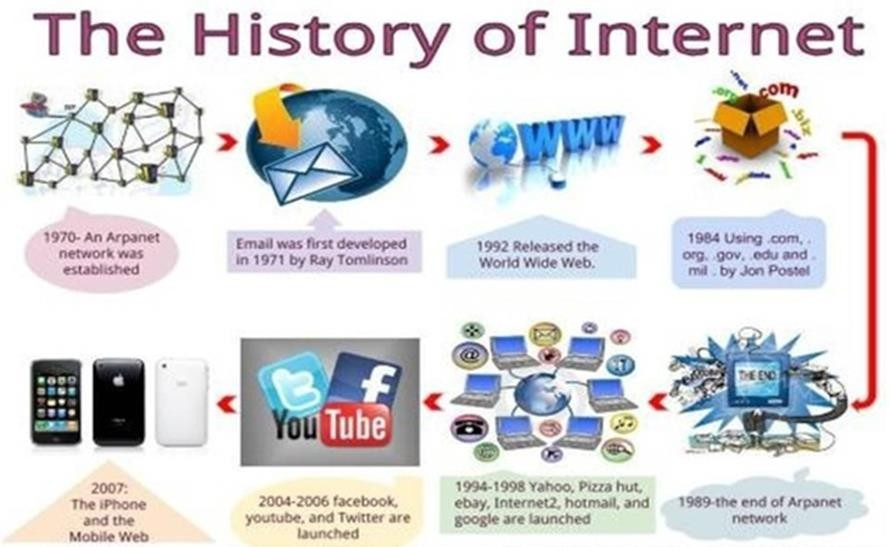 The History of Internet
www
.net
.org
.com
.biz
1970- An Arpanet
network was
established
Email was first developed
in 1971 by Ray Tomlinson
1992 Released the
World Wide Web.
1984 Using .com, .
org, .gov, .edu and .
mil . by Jon Postel
THE END
@
t
f
You Tube
2007:
The iPhone
and the
Mobile Web
2004-2006 facebook,
youtube, and Twitter are
launched
1994-1998 Yahoo, Pizza hut,
ebay, Internet2, hotmail, and
google are launched
1989-the end of Arpanet
network